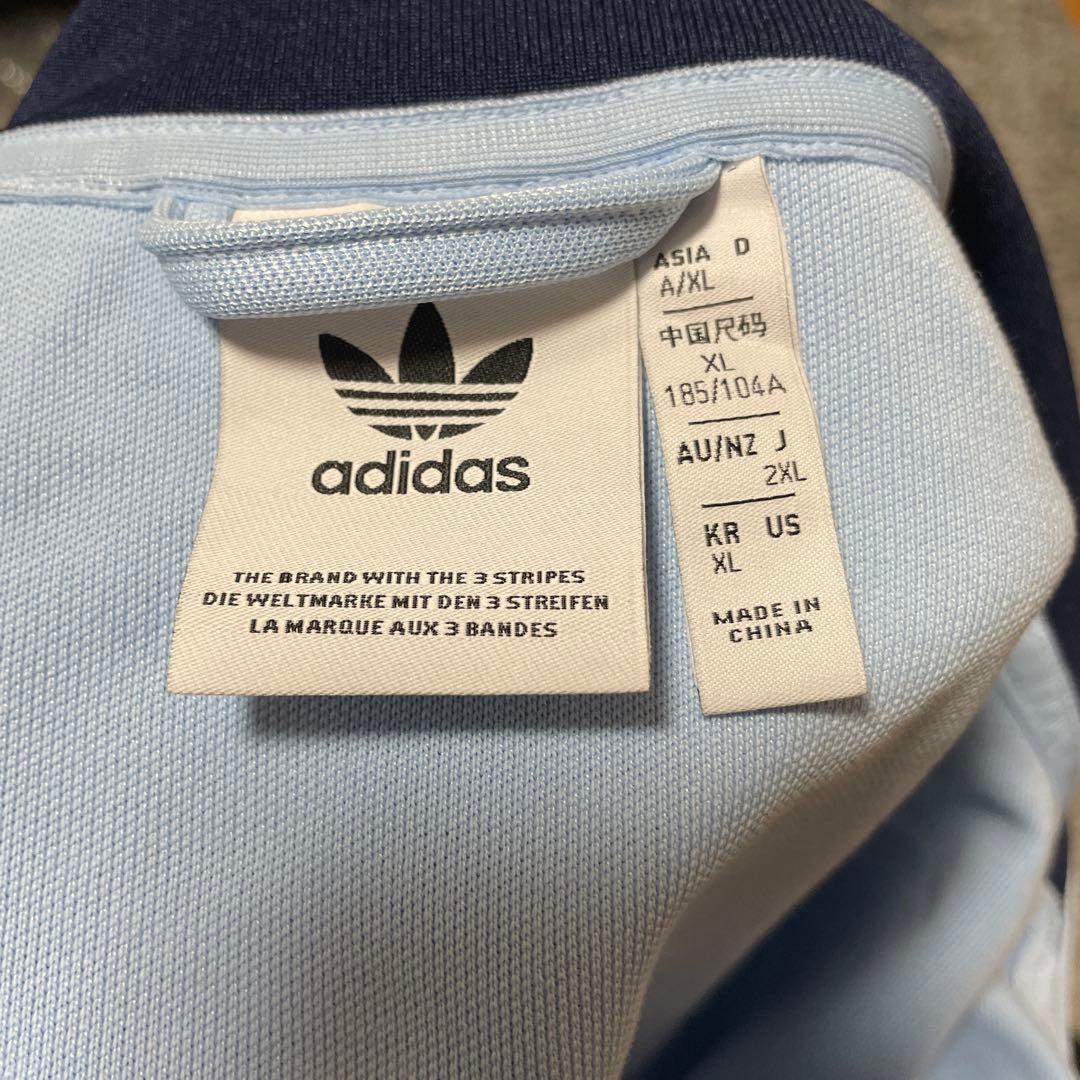 adidas
THE BRAND WITH THE 3 STRIPES
DIE WELTMARKE MIT DEN 3 STREIFEN
LA MARQUE AUX 3 BANDES
ASIA D
A/XL
中国尺码
XL
185/104A
AU/NZ J
2XL
KR US
XL
MADE IN
CHINA